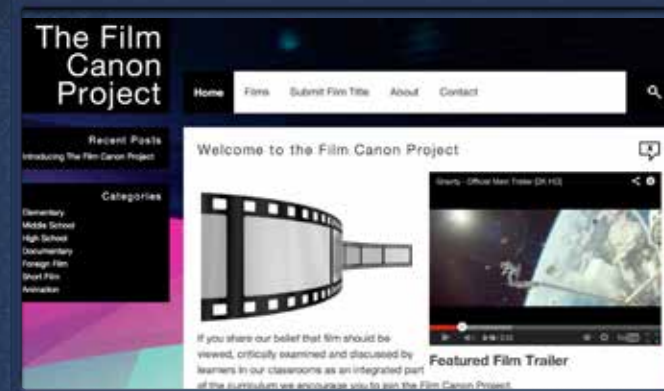 The Film
Canon
Project
Home Films Submit Film Title About Contact
Recent Posts
Introducing The Film Canon Project
Categories
Elementary
Middle School
High School
Documentary
Foreign Film
Short Film
Animation
Welcome to the Film Canon Project
Gravity - Official Main Trailer [2K HD]
If you share our belief that film should be
viewed, critically examined and discussed by
learners in our classrooms as an integrated part
of the curriculum we encourage you to join the Film Canon Project.
Featured Film Trailer